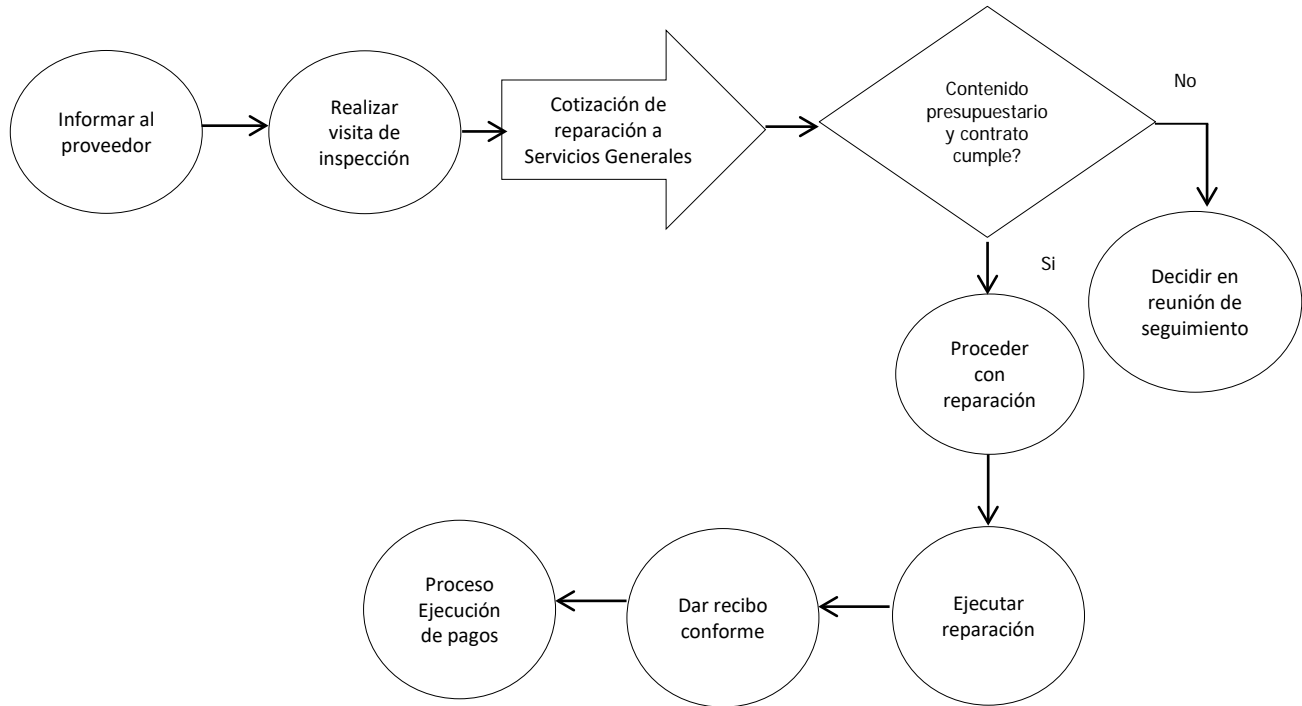 Informar al
proveedor
Realizar
visita de
inspección
Cotización de
reparación a
Servicios Generales
Contenido
presupuestario
y contrato
cumple?
No
Si
Decidir en
reunión de
seguimiento
Proceder
con
reparación
Ejecutar
reparación
Dar recibo
conforme
Proceso
Ejecución
de pagos